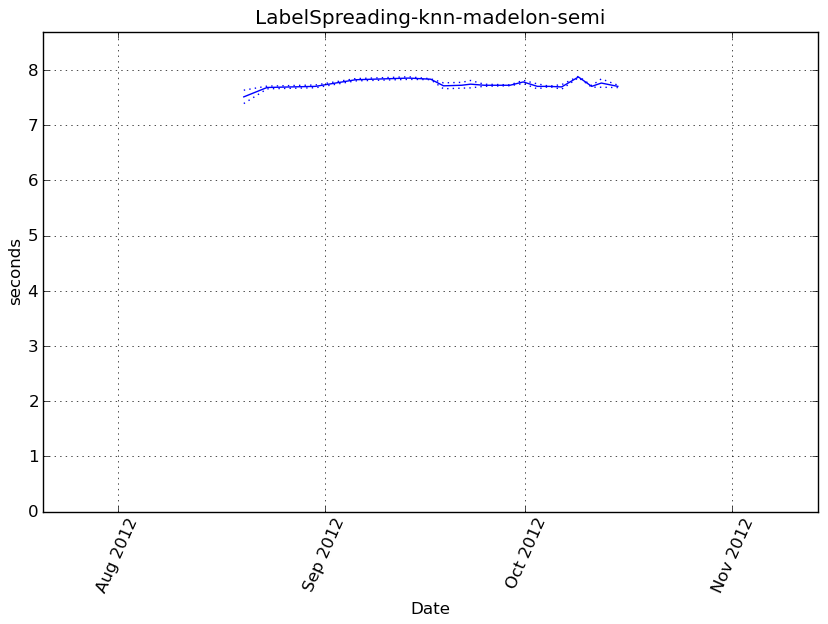 LabelSpreading-knn-madelon-semi
8
7
6
5
4
3
2
1
0
seconds
Aug 2012
Sep 2012
Oct 2012
Nov 2012
Date